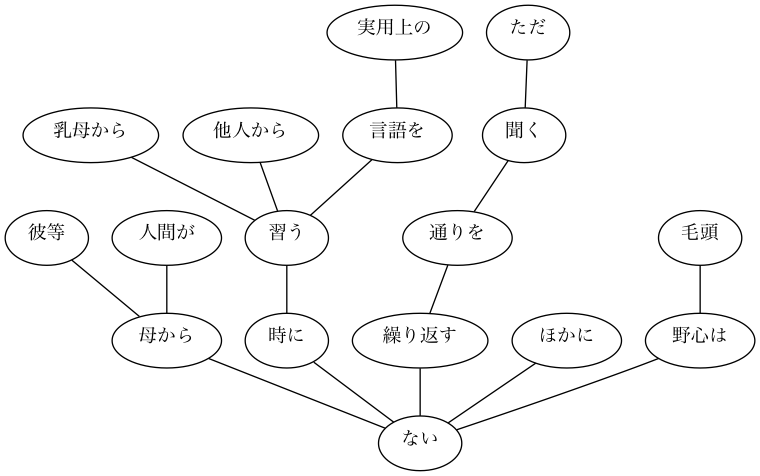 実用上の
ただ
乳母から
他人から
言語を
聞く
彼等
人間が
習う
通りを
毛頭
母から
時に
繰り返す
ほかに
野心は
ない